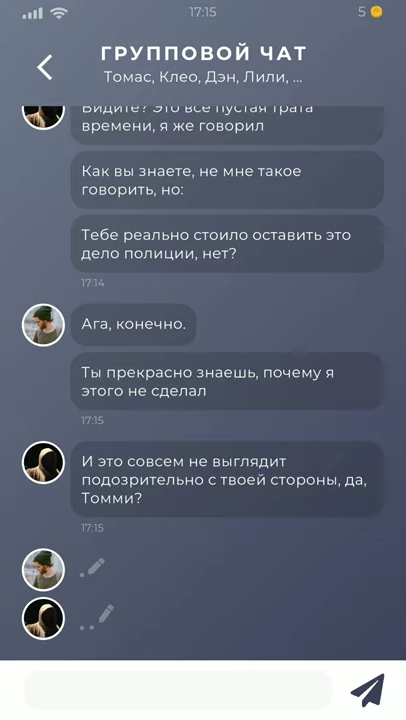 17:15
5
ГРУППОВОЙ ЧАТ
Томас, Клео, Дэн, Лили, ...
Видите? Это все пустая трата
времени, я же говорил
Как вы знаете, не мне такое
говорить, но:
Тебе реально стоило оставить это
дело полиции, нет?
17:14
Ага, конечно.
Ты прекрасно знаешь, почему я
этого не сделал
17:15
И это совсем не выглядит
подозрительно с твоей стороны, да,
Томми?
17:15